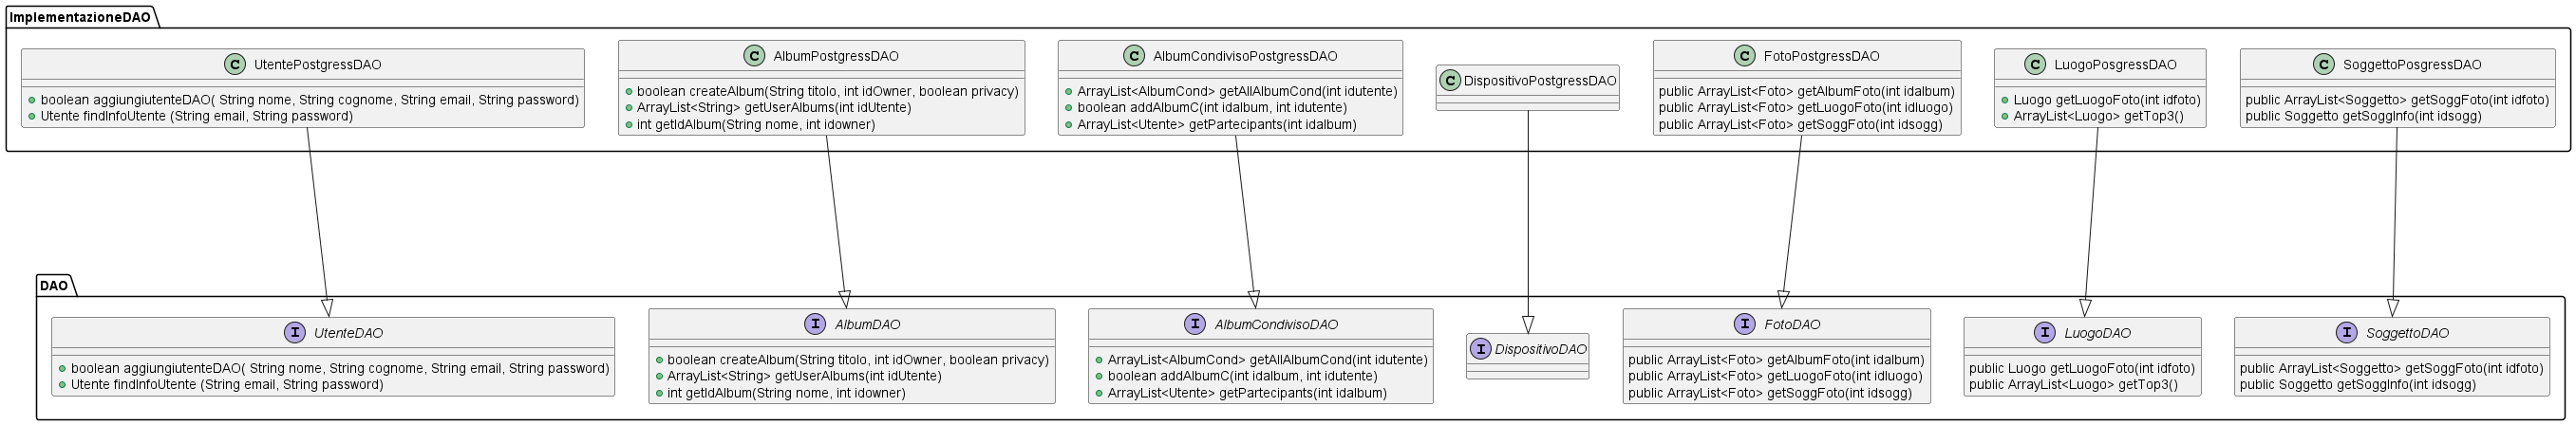 ImplementazioneDAO
C UtentePostgressDAO
boolean aggiungiutenteDAO( String nome, String cognome, String email, String password)
Utente findInfoUtente (String email, String password)
C AlbumPostgressDAO
boolean createAlbum(String titolo, int idOwner, boolean privacy)
ArrayList<String> getUserAlbums(int idUtente)
int getIdAlbum(String nome, int idowner)
C AlbumCondivisoPostgressDAO
ArrayList<AlbumCond> getAllAlbumCond(int idutente)
boolean addAlbumC(int idalbum, int idutente)
ArrayList<Utente> getPartecipants(int idalbum)
C DispositivoPostgressDAO
C FotoPostgressDAO
public ArrayList<Foto> getAlbumFoto(int idalbum)
public ArrayList<Foto> getLuogoFoto(int idluogo)
public ArrayList<Foto> getSoggFoto(int idsogg)
C LuogoPosgressDAO
Luogo getLuogoFoto(int idfoto)
ArrayList<Luogo> getTop3()
C SoggettoPosgressDAO
public ArrayList<Soggetto> getSoggFoto(int idfoto)
public Soggetto getSoggInfo(int idsogg)
DAO
I UtenteDAO
boolean aggiungiutenteDAO( String nome, String cognome, String email, String password)
Utente findInfoUtente (String email, String password)
I AlbumDAO
boolean createAlbum(String titolo, int idOwner, boolean privacy)
ArrayList<String> getUserAlbums(int idUtente)
int getIdAlbum(String nome, int idowner)
I AlbumCondivisoDAO
ArrayList<AlbumCond> getAllAlbumCond(int idutente)
boolean addAlbumC(int idalbum, int idutente)
ArrayList<Utente> getPartecipants(int idalbum)
I DispositivoDAO
I FotoDAO
public ArrayList<Foto> getAlbumFoto(int idalbum)
public ArrayList<Foto> getLuogoFoto(int idluogo)
public ArrayList<Foto> getSoggFoto(int idsogg)
I LuogoDAO
public Luogo getLuogoFoto(int idfoto)
public ArrayList<Luogo> getTop3()
I SoggettoDAO
public ArrayList<Soggetto> getSoggFoto(int idfoto)
public Soggetto getSoggInfo(int idsogg)